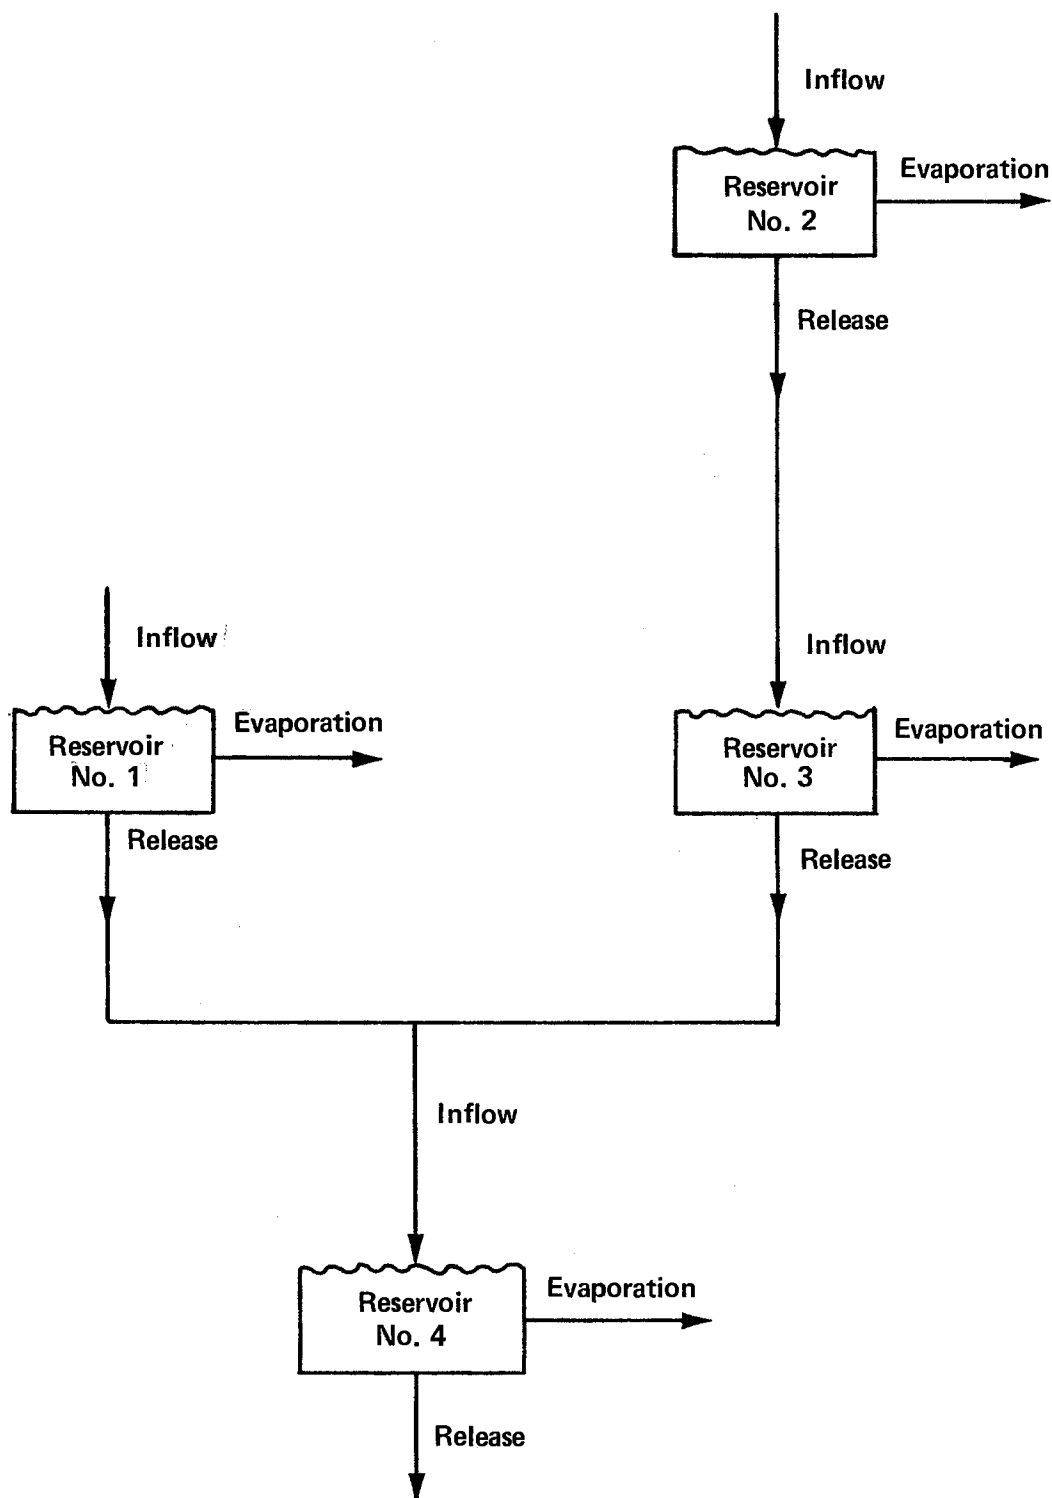 Inflow
Evaporation
Reservoir
No. 2
Release
Inflow
Inflow
Evaporation
Reservoir
No. 1
Release
Evaporation
Reservoir
No. 3
Release
Inflow
Evaporation
Reservoir
No. 4
Release